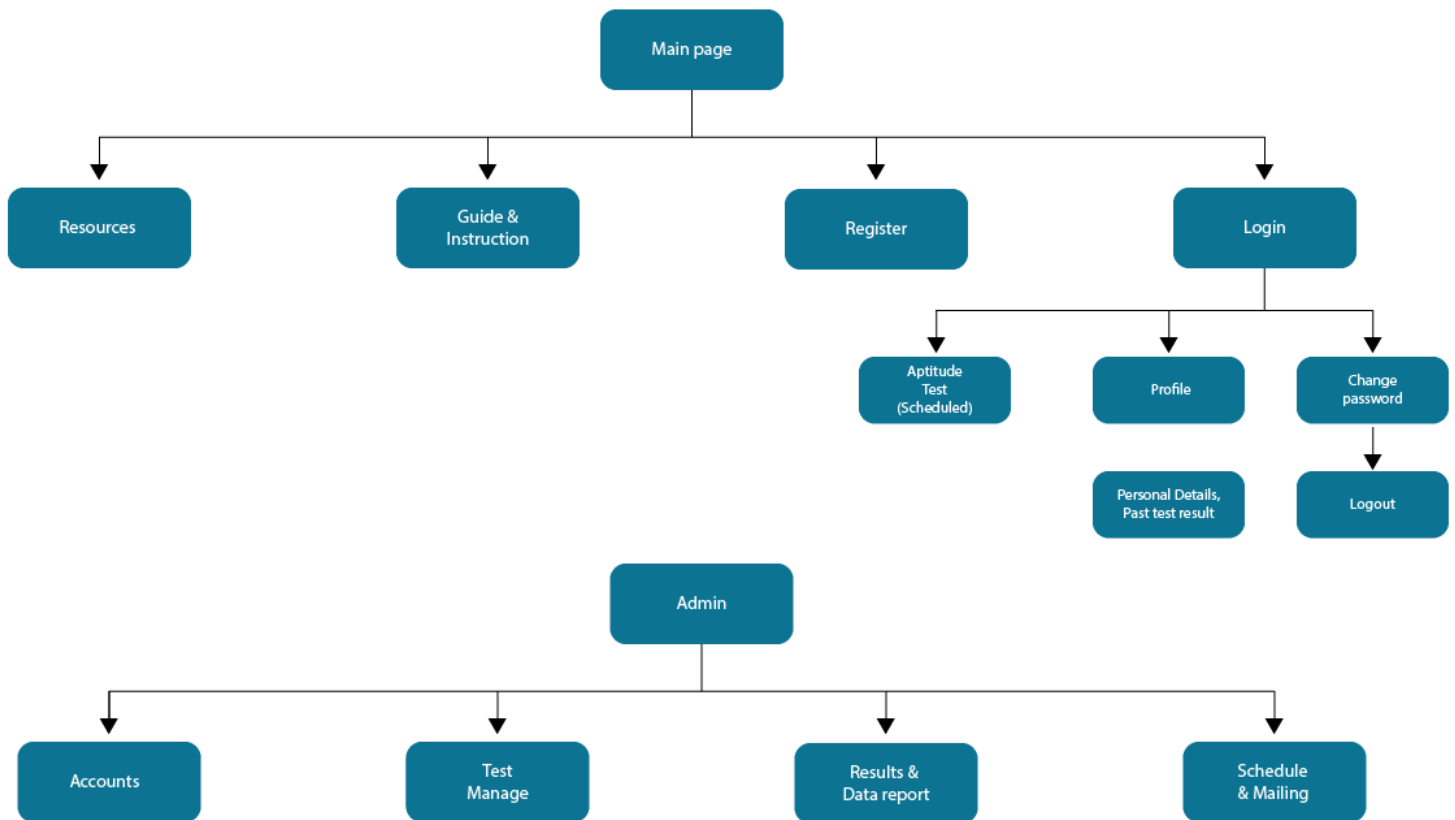 Main page
Resources
Guide &
Instruction
Register
Login
Aptitude
Test
(Scheduled)
Profile
Change
password
Personal Details,
Past test result
Logout
Admin
Accounts
Test
Manage
Results &
Data report
Schedule
& Mailing